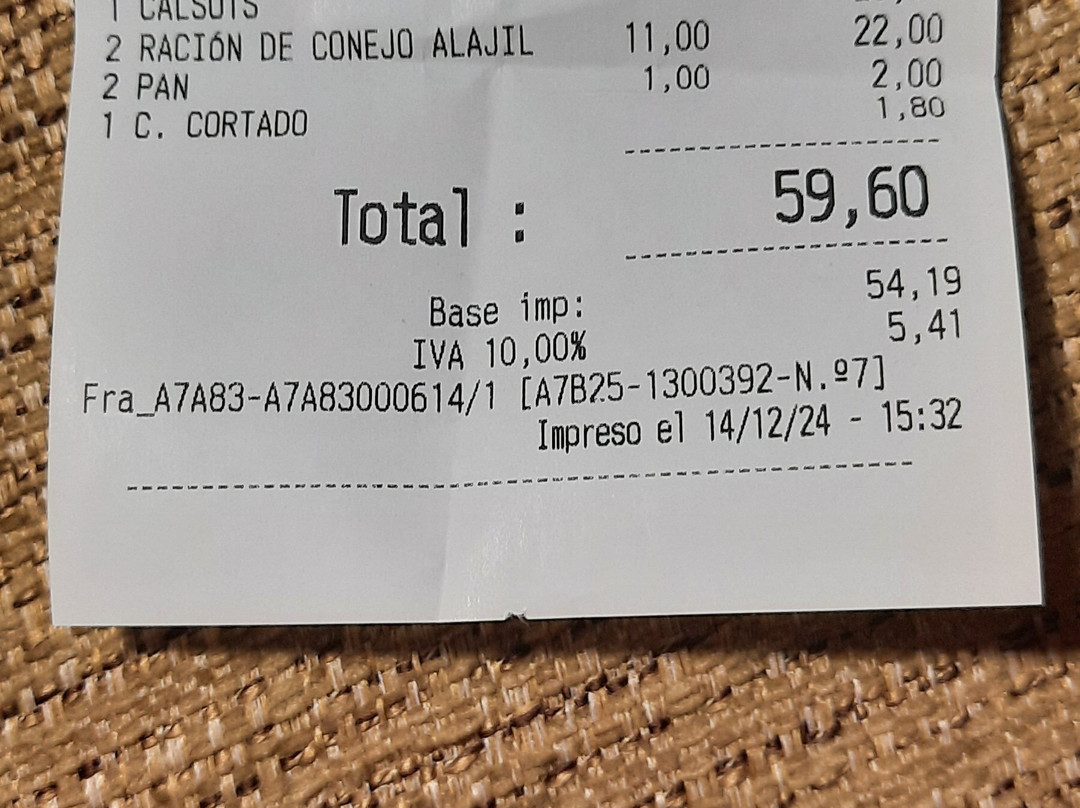 1 CALSOTS
2 RACIÓN DE CONEJO ALAJIL 11,00 22,00
2 PAN 1,00 2,00
1 C. CORTADO 1,80
Total : 59,60
Base imp: 54,19
IVA 10,00% 5,41
Fra_A7A83-A7A83000614/1 [A7B25-1300392-N.º7]
Impreso el 14/12/24 - 15:32